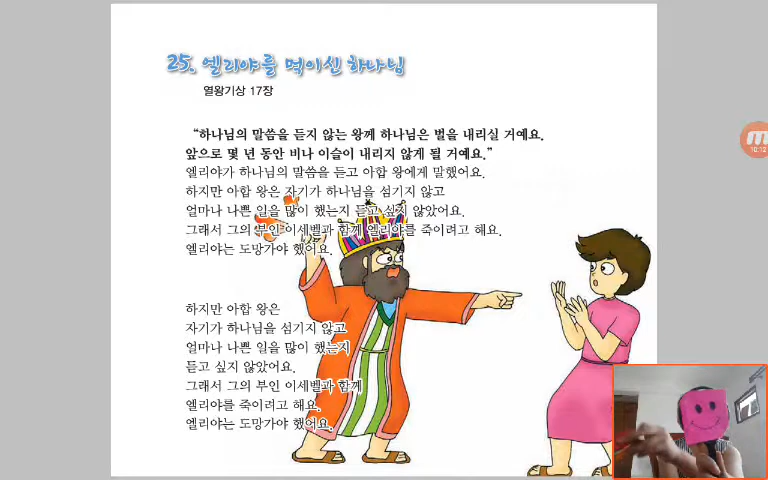 25. 엘리야를 먹이신 하나님
열왕기상 17장
“하나님의 말씀을 듣지 않는 왕께 하나님은 벌을 내리실 거예요.
앞으로 몇 년 동안 비나 이슬이 내리지 않게 될 거예요.”
엘리야가 하나님의 말씀을 듣고 아합 왕에게 말했어요.
하지만 아합 왕은 자기가 하나님을 섬기지 않고
얼마나 나쁜 일을 많이 했는지 듣고 싶지 않았어요.
그래서 그의 부인 이세벨과 함께 엘리야를 죽이려고 해요.
엘리야는 도망가야 했어요.
하지만 아합 왕은
자기가 하나님을 섬기지 않고
얼마나 나쁜 일을 많이 했는지
듣고 싶지 않았어요.
그래서 그의 부인 이세벨과 함께
엘리야를 죽이려고 해요.
엘리야는 도망가야 했어요.
10:12